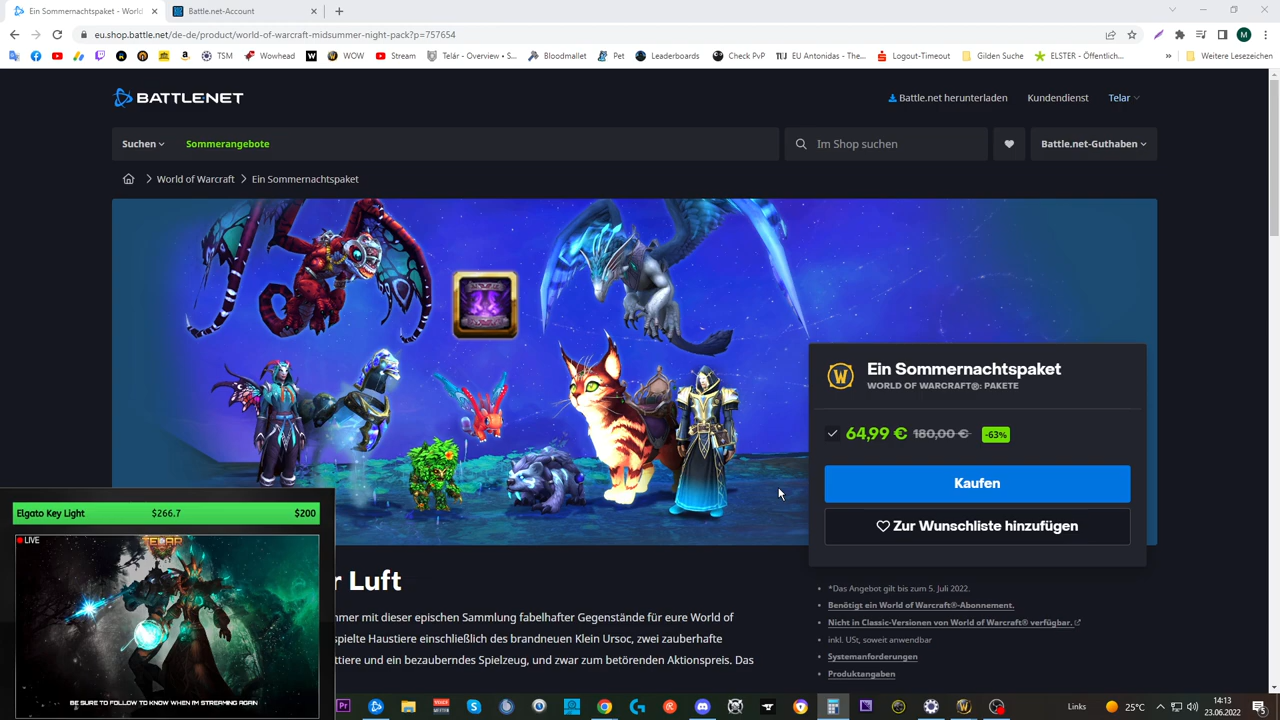 Ein Sommernachtspaket - World
Battle.net-Account
eu.shop.battle.net/de-de/product/world-of-warcraft-midsummer-night-pack?p=757654
TSM
Wowhead
WOW
Stream
Telár - Overview • S...
Bloodmallet
Pet
Leaderboards
Check PvP
EU Antonidas - The...
Logout-Timeout
Gilden Suche
ELSTER - Öffentlich...
»
Weitere Lesezeichen
BATTLE.NET
Battle.net herunterladen
Kundendienst
Telar
Suchen
Sommerangebote
Im Shop suchen
Battle.net-Guthaben
World of Warcraft
Ein Sommernachtspaket
Ein Sommernachtspaket
WORLD OF WARCRAFT®: PAKETE
64,99 € 180,00 € -63%
Kaufen
Zur Wunschliste hinzufügen
*Das Angebot gilt bis zum 5. Juli 2022.
Benötigt ein World of Warcraft®-Abonnement.
Nicht in Classic-Versionen von World of Warcraft® verfügbar.
inkl. USt, soweit anwendbar
Systemanforderungen
Produktangaben
r Luft
mmer mit dieser epischen Sammlung fabelhafter Gegenstände für eure World of
spielte Haustiere einschließlich des brandneuen Klein Ursoc, zwei zauberhafte
ttiere und ein bezauberndes Spielzeug, und zwar zum betörenden Aktionspreis. Das
Elgato Key Light $266.7 $200
LIVE
TELAR
BE SURE TO FOLLOW TO KNOW WHEN I'M STREAMING AGAIN
Links
25°C
14:13
23.06.2022